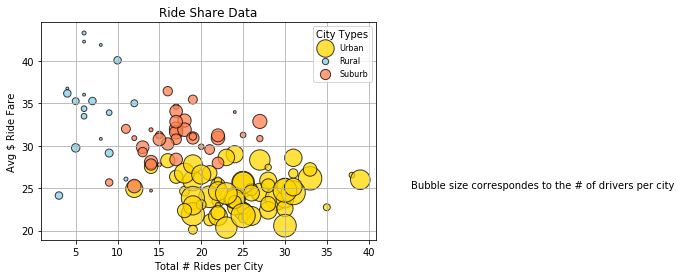 Ride Share Data
City Types
Urban
Rural
Suburb
Avg $ Ride Fare
40
35
30
25
20
5 10 15 20 25 30 35 40
Total # Rides per City
Bubble size correspondes to the # of drivers per city